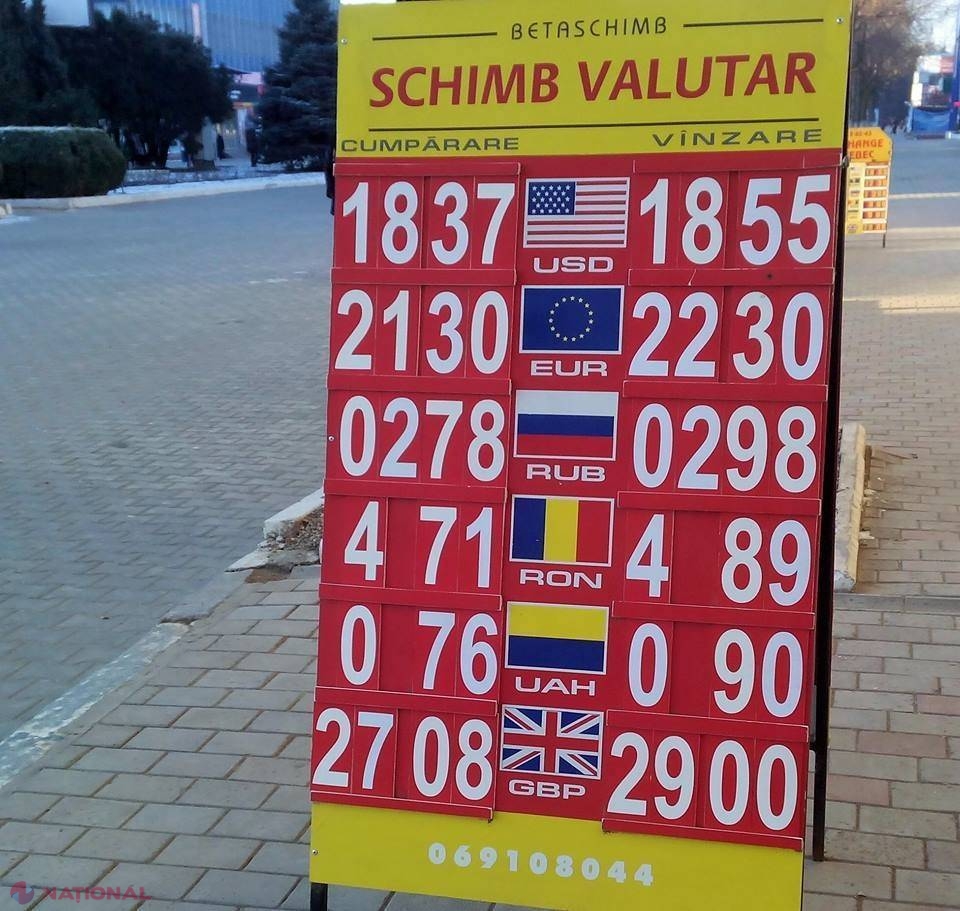 BETASCHIMB
SCHIMB VALUTAR
CUMPĂRARE VÎNZARE
1837 USD 1855
2130 EUR 2230
0278 RUB 0298
4 71 RON 4 89
0 76 UAH 0 90
2708 GBP 2900
069108044
NAȚIONAL